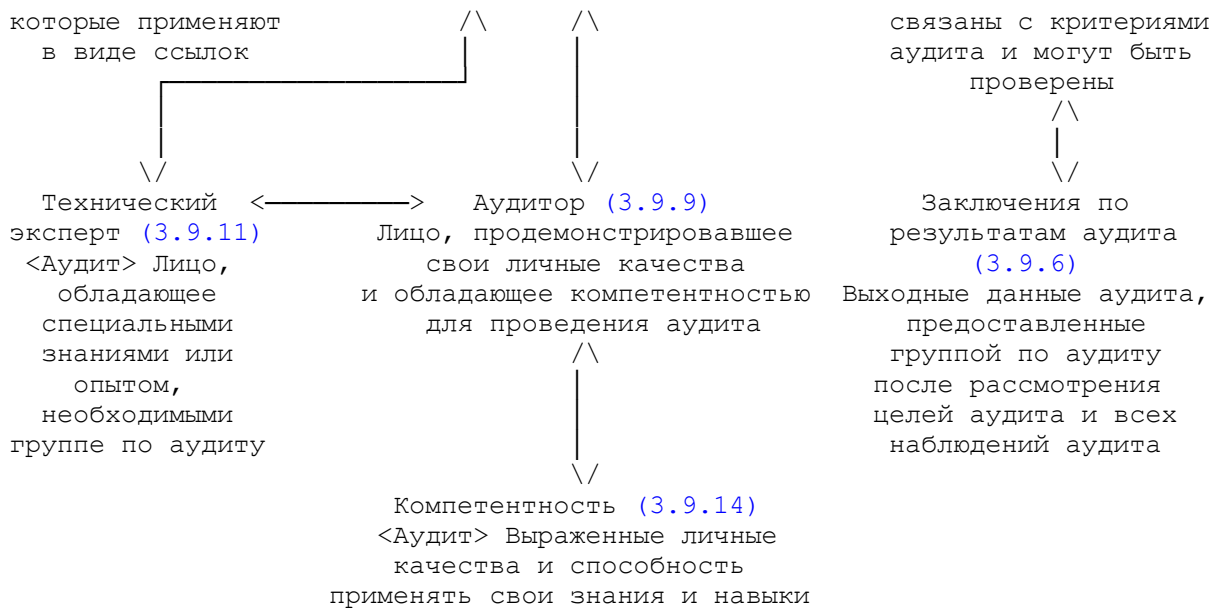 которые применяют
в виде ссылок
связаны с критериями
аудита и могут быть
проверены
Технический
эксперт (3.9.11)
<Аудит> Лицо,
обладающее
специальными
знаниями или
опытом,
необходимыми
группе по аудиту
Аудитор (3.9.9)
Лицо, продемонстрировавшее
свои личные качества
и обладающее компетентностью
для проведения аудита
Заключения по
результатам аудита
(3.9.6)
Выходные данные аудита,
предоставленные
группой по аудиту
после рассмотрения
целей аудита и всех
наблюдений аудита
Компетентность (3.9.14)
<Аудит> Выраженные личные
качества и способность
применять свои знания и навыки